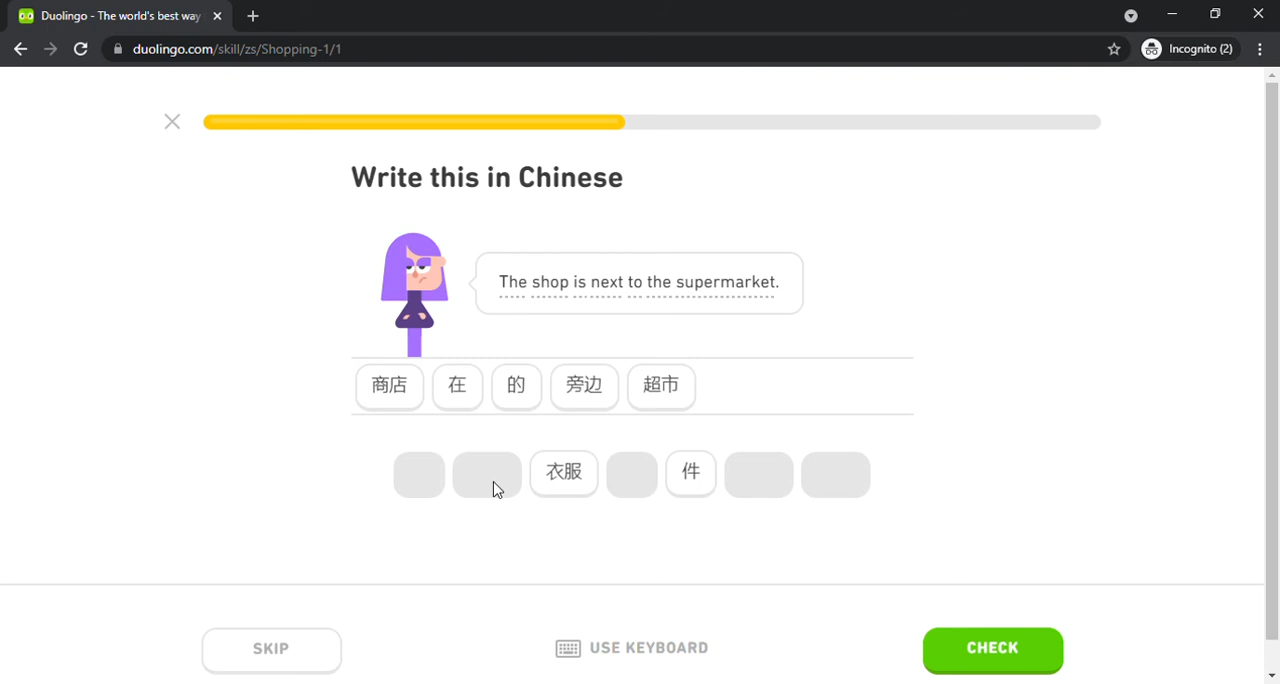 Duolingo - The world's best way
duolingo.com/skill/zs/Shopping-1/1
Incognito (2)
Write this in Chinese
The shop is next to the supermarket.
商店 在 的 旁边 超市
衣服 件
SKIP
USE KEYBOARD
CHECK